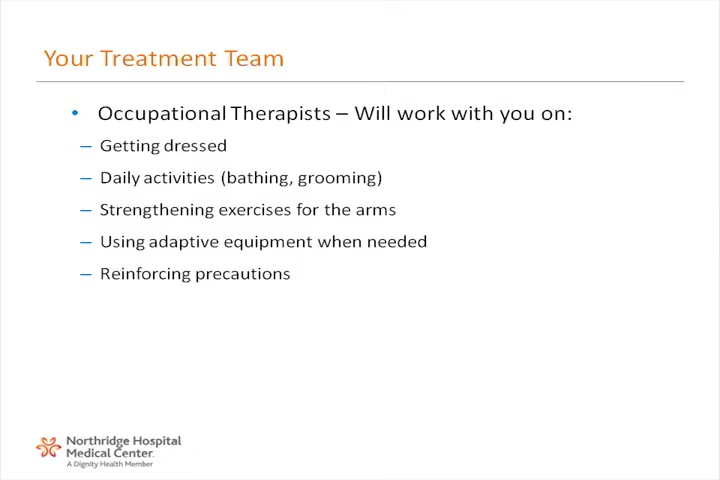 Your Treatment Team
• Occupational Therapists – Will work with you on:
– Getting dressed
– Daily activities (bathing, grooming)
– Strengthening exercises for the arms
– Using adaptive equipment when needed
– Reinforcing precautions
Northridge Hospital
Medical Center.
A Dignity Health Member